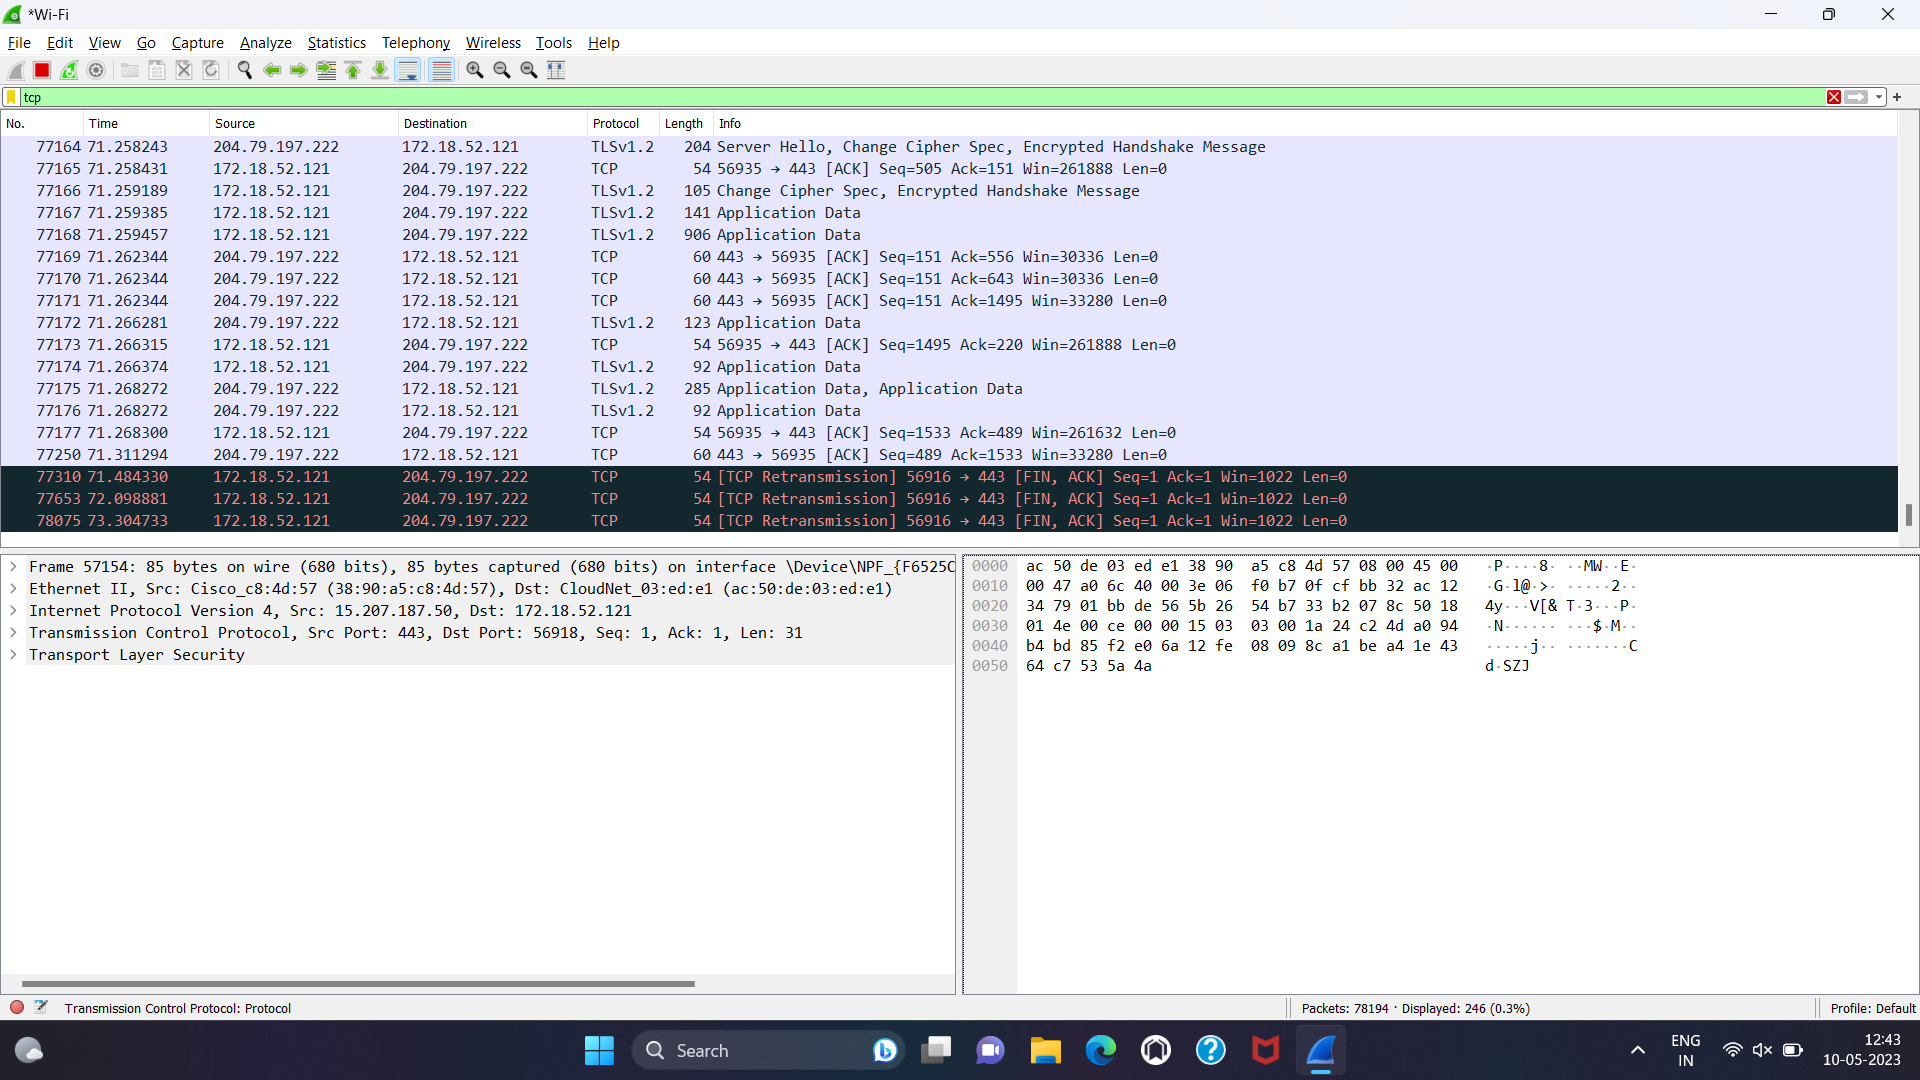 *Wi-Fi
File Edit View Go Capture Analyze Statistics Telephony Wireless Tools Help
tcp
No. Time Source Destination Protocol Length Info
77164 71.258243 204.79.197.222 172.18.52.121 TLSv1.2 204 Server Hello, Change Cipher Spec, Encrypted Handshake Message
77165 71.258431 172.18.52.121 204.79.197.222 TCP 54 56935 → 443 [ACK] Seq=505 Ack=151 Win=261888 Len=0
77166 71.259189 172.18.52.121 204.79.197.222 TLSv1.2 105 Change Cipher Spec, Encrypted Handshake Message
77167 71.259385 172.18.52.121 204.79.197.222 TLSv1.2 141 Application Data
77168 71.259457 172.18.52.121 204.79.197.222 TLSv1.2 906 Application Data
77169 71.262344 204.79.197.222 172.18.52.121 TCP 60 443 → 56935 [ACK] Seq=151 Ack=556 Win=30336 Len=0
77170 71.262344 204.79.197.222 172.18.52.121 TCP 60 443 → 56935 [ACK] Seq=151 Ack=643 Win=30336 Len=0
77171 71.262344 204.79.197.222 172.18.52.121 TCP 60 443 → 56935 [ACK] Seq=151 Ack=1495 Win=33280 Len=0
77172 71.266281 204.79.197.222 172.18.52.121 TLSv1.2 123 Application Data
77173 71.266315 172.18.52.121 204.79.197.222 TCP 54 56935 → 443 [ACK] Seq=1495 Ack=220 Win=261888 Len=0
77174 71.266374 172.18.52.121 204.79.197.222 TLSv1.2 92 Application Data
77175 71.268272 204.79.197.222 172.18.52.121 TLSv1.2 285 Application Data, Application Data
77176 71.268272 204.79.197.222 172.18.52.121 TLSv1.2 92 Application Data
77177 71.268300 172.18.52.121 204.79.197.222 TCP 54 56935 → 443 [ACK] Seq=1533 Ack=489 Win=261632 Len=0
77250 71.311294 204.79.197.222 172.18.52.121 TCP 60 443 → 56935 [ACK] Seq=489 Ack=1533 Win=33280 Len=0
77310 71.484330 172.18.52.121 204.79.197.222 TCP 54 [TCP Retransmission] 56916 → 443 [FIN, ACK] Seq=1 Ack=1 Win=1022 Len=0
77653 72.098881 172.18.52.121 204.79.197.222 TCP 54 [TCP Retransmission] 56916 → 443 [FIN, ACK] Seq=1 Ack=1 Win=1022 Len=0
78075 73.304733 172.18.52.121 204.79.197.222 TCP 54 [TCP Retransmission] 56916 → 443 [FIN, ACK] Seq=1 Ack=1 Win=1022 Len=0
Frame 57154: 85 bytes on wire (680 bits), 85 bytes captured (680 bits) on interface \Device\NPF_{F6525C
Ethernet II, Src: Cisco_c8:4d:57 (38:90:a5:c8:4d:57), Dst: CloudNet_03:ed:e1 (ac:50:de:03:ed:e1)
Internet Protocol Version 4, Src: 15.207.187.50, Dst: 172.18.52.121
Transmission Control Protocol, Src Port: 443, Dst Port: 56918, Seq: 1, Ack: 1, Len: 31
Transport Layer Security
0000 ac 50 de 03 ed e1 38 90 a5 c8 4d 57 08 00 45 00 ·P····8· ··MW··E·
0010 00 47 a0 6c 40 00 3e 06 f0 b7 0f cf bb 32 ac 12 ·G·l@·>· ·····2··
0020 34 79 01 bb de 56 5b 26 54 b7 33 b2 07 8c 50 18 4y···V[& T·3···P·
0030 01 4e 00 ce 00 00 15 03 03 00 1a 24 c2 4d a0 94 ·N······ ···$·M··
0040 b4 bd 85 f2 e0 6a 12 fe 08 09 8c a1 be a4 1e 43 ·····j·· ·······C
0050 64 c7 53 5a 4a d·SZJ
Transmission Control Protocol: Protocol
Packets: 78194 · Displayed: 246 (0.3%)
Profile: Default
Search
ENG
IN
12:43
10-05-2023